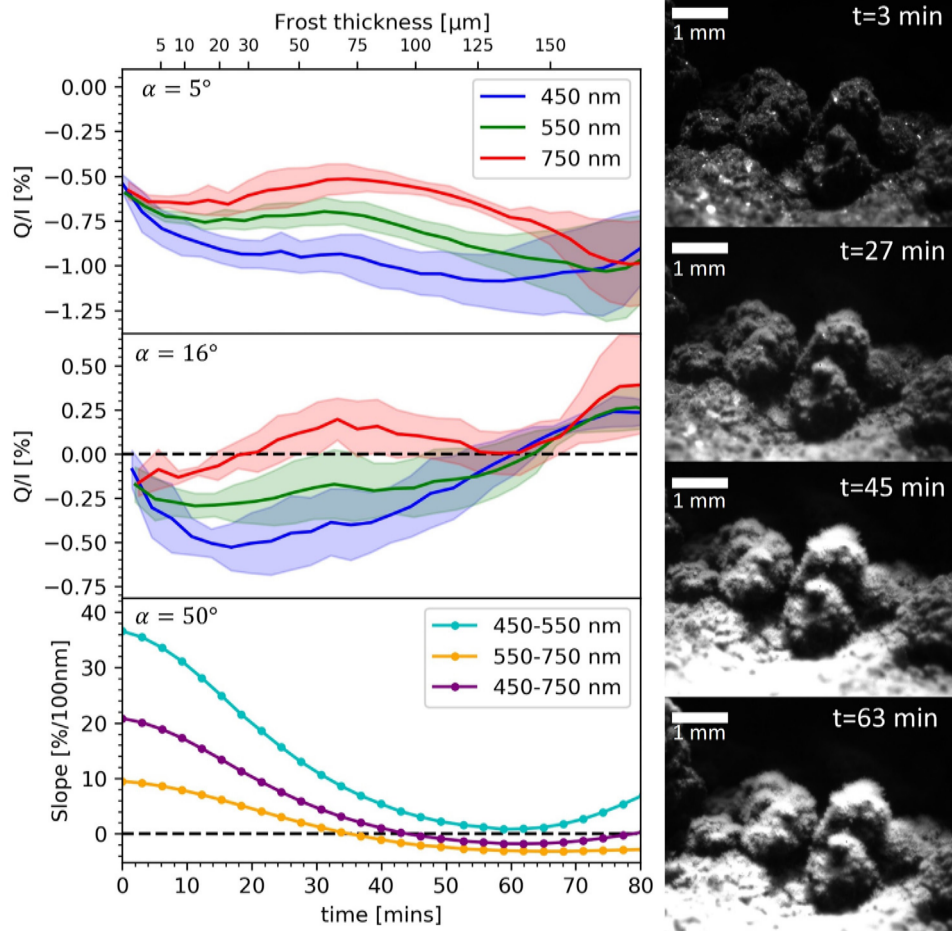 Frost thickness [μm]
5 10 20 30 50 75 100 125 150
α = 5°
450 nm
550 nm
750 nm
0.00
−0.25
−0.50
−0.75
−1.00
−1.25
Q/I [%]
α = 16°
0.50
0.25
0.00
−0.25
−0.50
−0.75
Q/I [%]
α = 50°
450-550 nm
550-750 nm
450-750 nm
40
30
20
10
0
Slope [%/100nm]
0 10 20 30 40 50 60 70 80
time [mins]
t=3 min
1 mm
t=27 min
1 mm
t=45 min
1 mm
t=63 min
1 mm